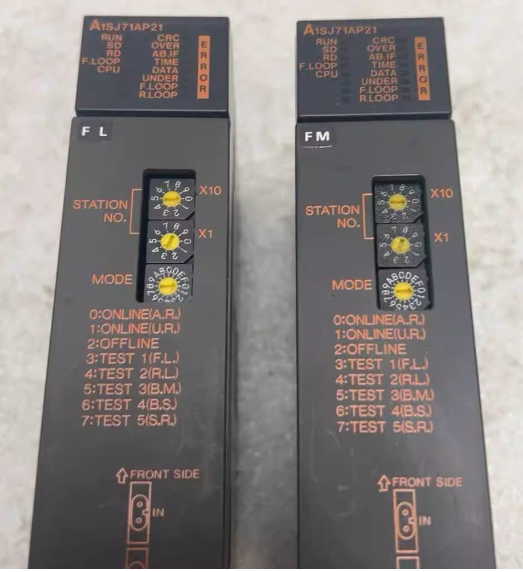 A1SJ71AP21
RUN CRC
SD OVER
RD AB.IF
F.LOOP TIME
CPU DATA
UNDER
F.LOOP
R.LOOP
ERROR
FL
X10
STATION
NO.
X1
MODE
0:ONLINE(A.R.)
1:ONLINE(U.R.)
2:OFFLINE
3:TEST 1(F.L.)
4:TEST 2(R.L.)
5:TEST 3(B.M.)
6:TEST 4(B.S.)
7:TEST 5(S.R.)
FRONT SIDE
IN
A1SJ71AP21
RUN CRC
SD OVER
RD AB.IF
F.LOOP TIME
CPU DATA
UNDER
F.LOOP
R.LOOP
ERROR
FM
X10
STATION
NO.
X1
MODE
0:ONLINE(A.R.)
1:ONLINE(U.R.)
2:OFFLINE
3:TEST 1(F.L.)
4:TEST 2(R.L.)
5:TEST 3(B.M.)
6:TEST 4(B.S.)
7:TEST 5(S.R.)
FRONT SIDE
IN